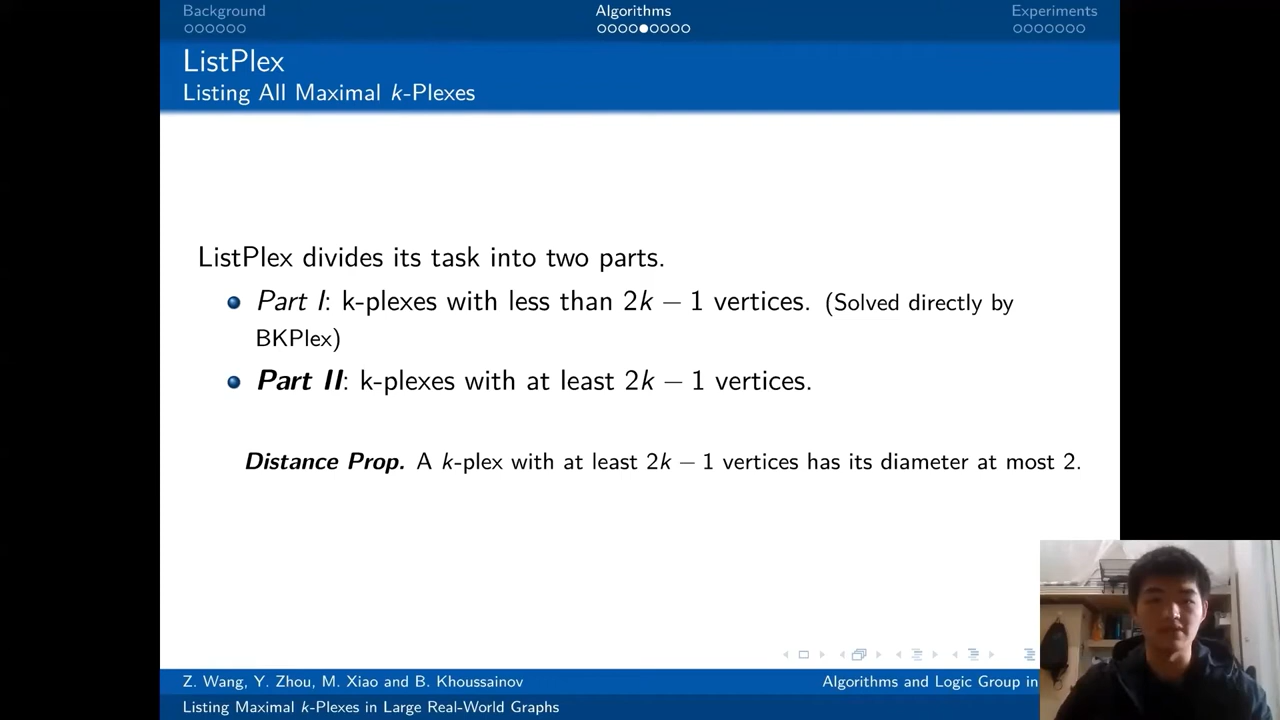 Background
Algorithms
Experiments
ListPlex
Listing All Maximal k-Plexes
ListPlex divides its task into two parts.
Part I: k-plexes with less than 2k − 1 vertices. (Solved directly by
BKPlex)
Part II: k-plexes with at least 2k − 1 vertices.
Distance Prop. A k-plex with at least 2k − 1 vertices has its diameter at most 2.
Z. Wang, Y. Zhou, M. Xiao and B. Khoussainov
Algorithms and Logic Group in
Listing Maximal k-Plexes in Large Real-World Graphs